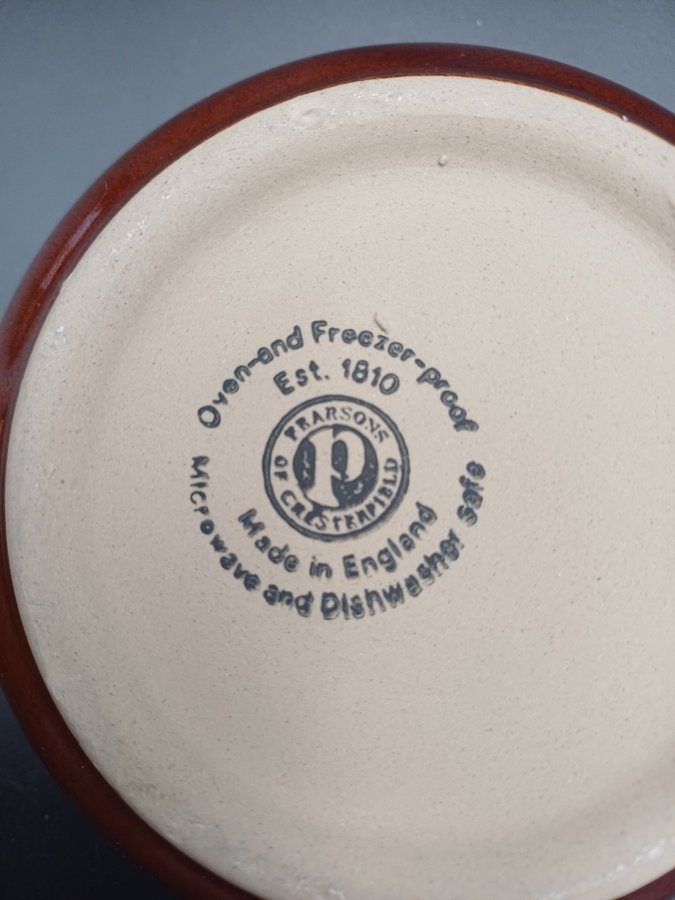 Oven-and Freezer-proof
Est. 1810
PEARSONS
OF CHESTERFIELD
P
Made in England
Microwave and Dishwasher safe